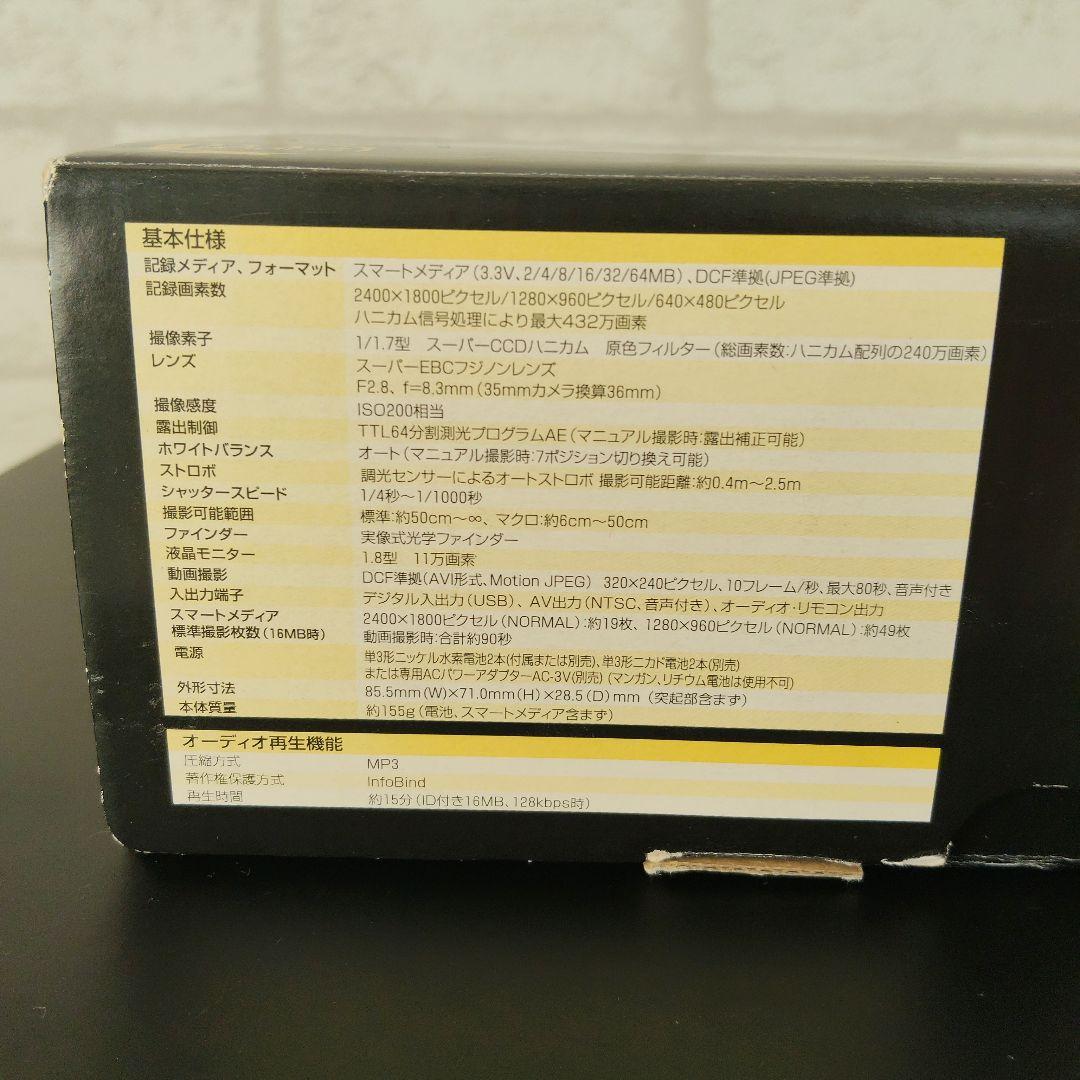 基本仕様
記録メディア、フォーマット スマートメディア(3.3V、2/4/8/16/32/64MB)、DCF準拠(JPEG準拠)
記録画素数 2400×1800ピクセル/1280×960ピクセル/640×480ピクセル
ハニカム信号処理により最大432万画素
撮像素子 1/1.7型 スーパーCCDハニカム 原色フィルター(総画素数:ハニカム配列の240万画素)
レンズ スーパーEBCフジノンレンズ
F2.8、f=8.3mm(35mmカメラ換算36mm)
撮像感度 ISO200相当
露出制御 TTL64分割測光プログラムAE(マニュアル撮影時:露出補正可能)
ホワイトバランス オート(マニュアル撮影時:7ポジション切り換え可能)
ストロボ 調光センサーによるオートストロボ 撮影可能距離:約0.4m〜2.5m
シャッタースピード 1/4秒〜1/1000秒
撮影可能範囲 標準:約50cm〜∞、マクロ:約6cm〜50cm
ファインダー 実像式光学ファインダー
液晶モニター 1.8型 11万画素
動画撮影 DCF準拠(AVI形式、Motion JPEG) 320×240ピクセル、10フレーム/秒、最大80秒、音声付き
入出力端子 デジタル入出力(USB)、AV出力(NTSC、音声付き)、オーディオ・リモコン出力
スマートメディア 2400×1800ピクセル(NORMAL):約19枚、1280×960ピクセル(NORMAL):約49枚
標準撮影枚数(16MB時) 動画撮影時:合計約90秒
電源 単3形ニッケル水素電池2本(付属または別売)、単3形ニカド電池2本(別売)
または専用ACパワーアダプターAC-3V(別売)(マンガン、リチウム電池は使用不可)
外形寸法 85.5mm(W)×71.0mm(H)×28.5(D)mm (突起部含まず)
本体質量 約155g(電池、スマートメディア含まず)
オーディオ再生機能
圧縮方式 MP3
著作権保護方式 InfoBind
再生時間 約15分(ID付き16MB、128kbps時)